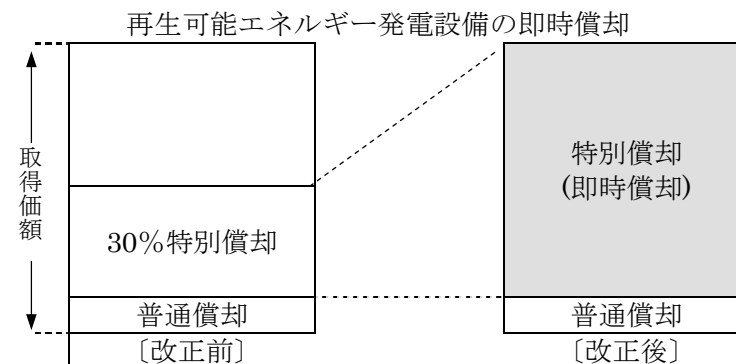 再生可能エネルギー発電設備の即時償却
取得価額
30％特別償却
普通償却
〔改正前〕
特別償却
(即時償却)
普通償却
〔改正後〕